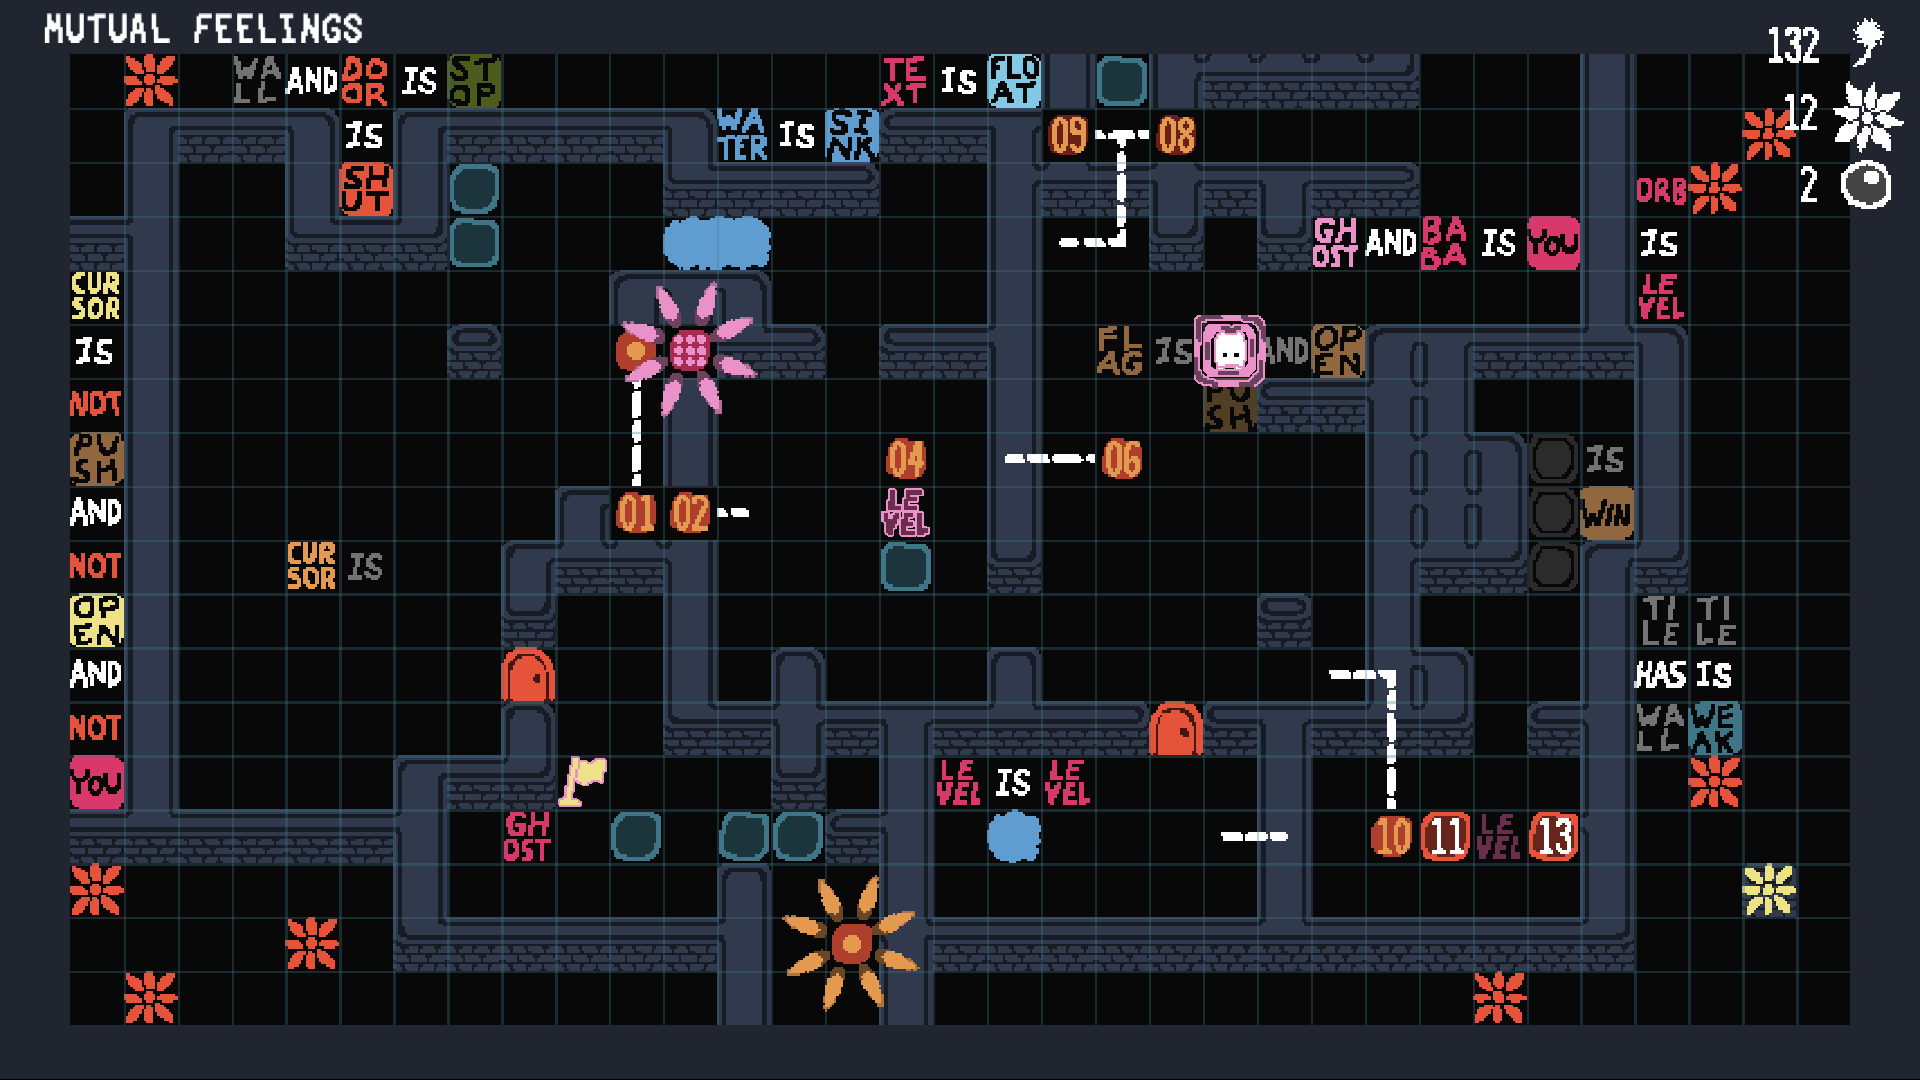 MUTUAL FEELINGS
132
WALL AND DOOR IS STOP
TEXT IS FLOAT
12
IS
WATER IS SINK
09
08
SHUT
ORB
2
GHOST AND BABA IS YOU
IS
CURSOR
LEVEL
IS
FLAG IS AND OPEN
NOT
PUSH
PUSH
04
06
IS
AND
01
02
LEVEL
WIN
NOT
CURSOR IS
OPEN
TILE TILE
AND
HAS IS
NOT
WALL WEAK
YOU
LEVEL IS LEVEL
GHOST
10
11
LEVEL
13